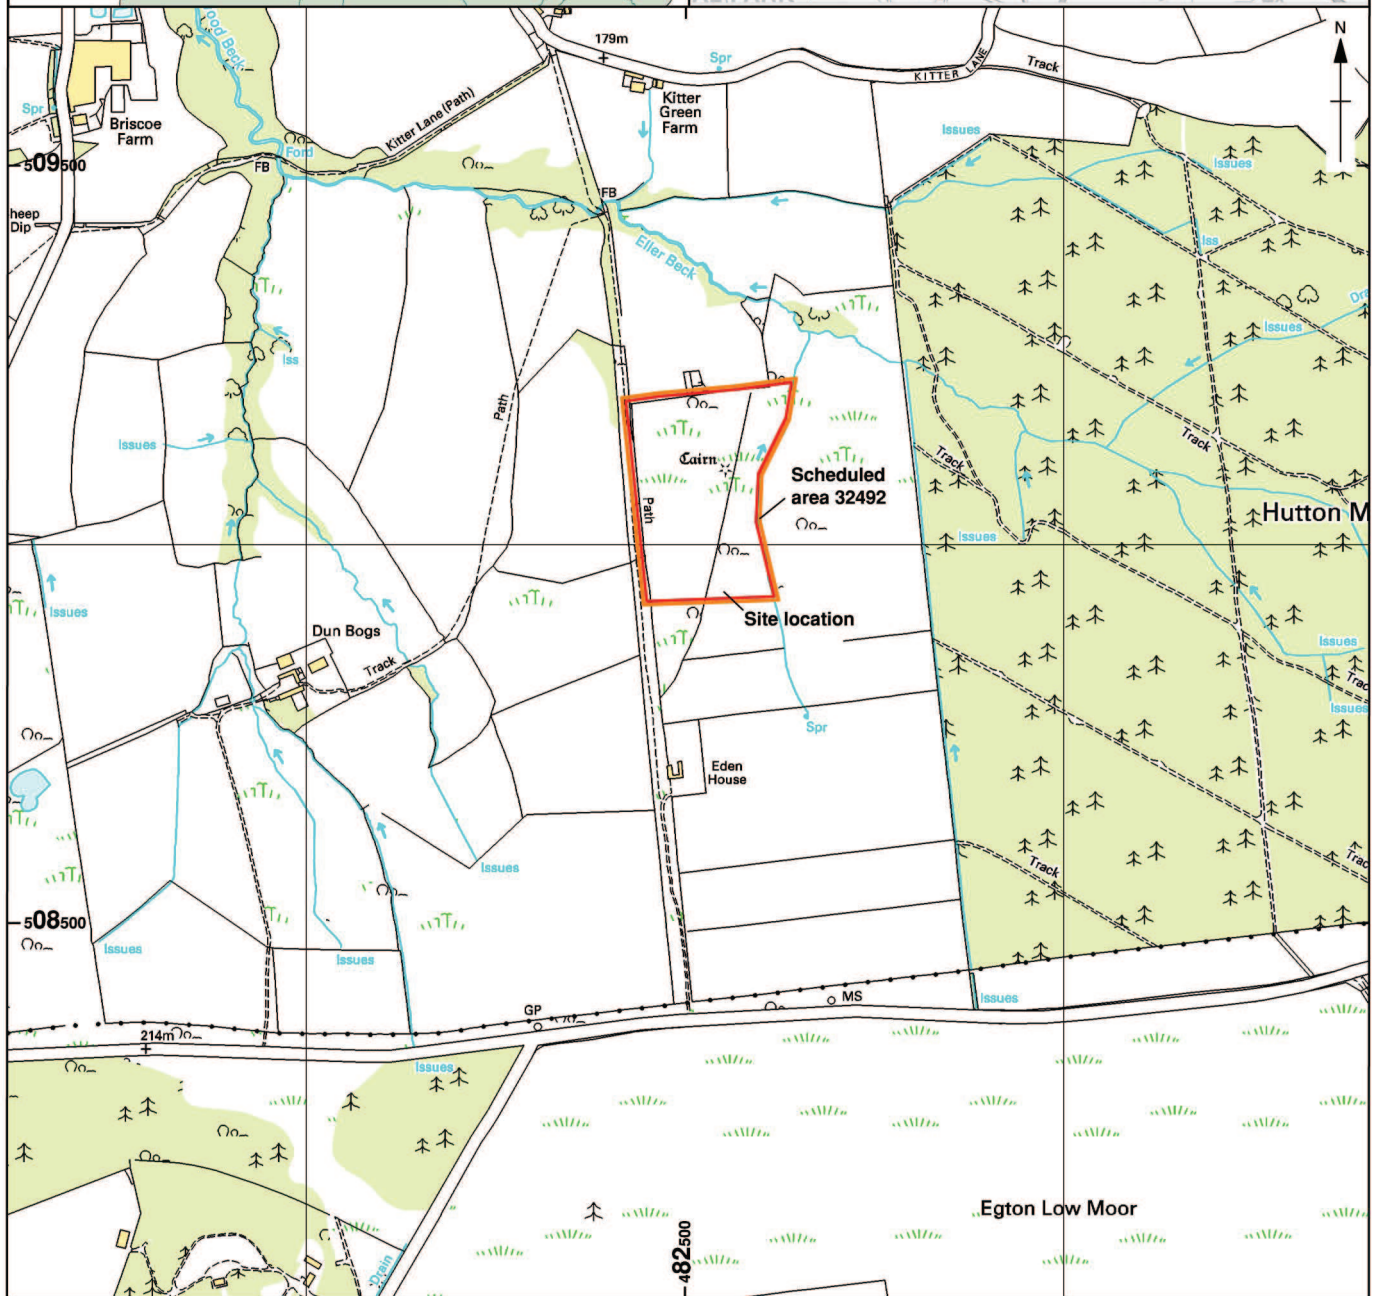 179m
Spr
KITTER LANE
Track
N
Kitter
Green
Farm
Spr
Briscoe
Farm
Kitter Lane (Path)
Issues
Ford
FB
509500
Issues
FB
Dip
Eller Beck
Iss
Iss
Issues
Path
Issues
Track
Cairn
Scheduled
area 32492
Path
Hutton M
Issues
Issues
Site location
Dun Bogs
Track
Issues
Issues
Spr
Eden
House
Issues
Track
508500
Issues
Issues
Issues
GP
MS
214m
Issues
Egton Low Moor
482500
Drain